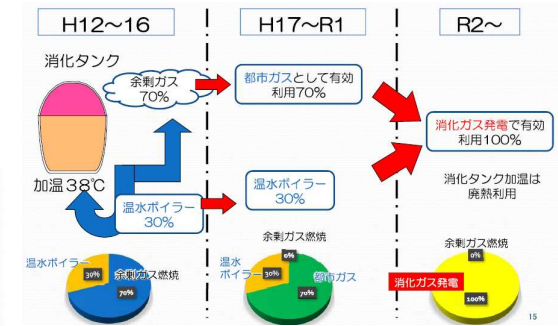 H12～16
H17～R1
R2～
消化タンク
余剰ガス
70%
都市ガスとして有効
利用70%
消化ガス発電で有効
利用100%
加温38℃
温水ボイラー
30%
温水ボイラー
30%
消化タンク加温は
廃熱利用
温水ボイラー
30%
余剰ガス燃焼
70%
余剰ガス燃焼
0%
温水
ボイラー
30%
都市ガス
70%
余剰ガス燃焼
0%
消化ガス発電
100%
15